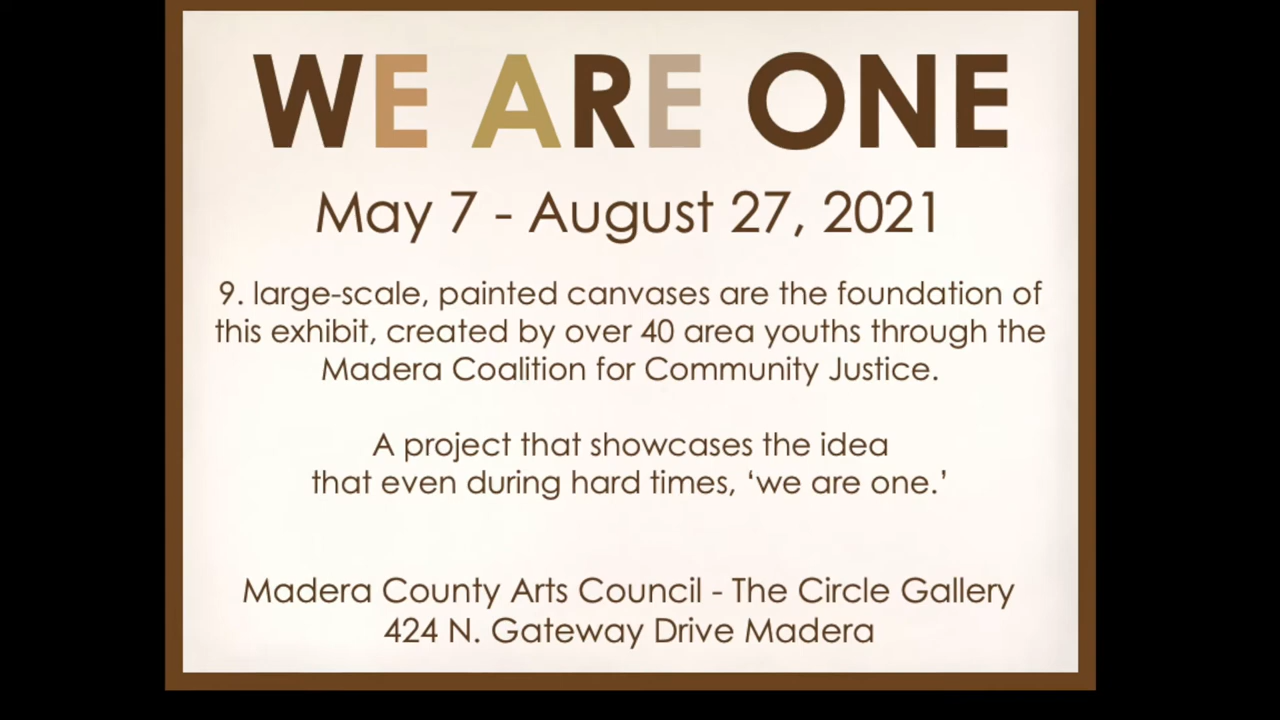 WE ARE ONE
May 7 - August 27, 2021
9. large-scale, painted canvases are the foundation of
this exhibit, created by over 40 area youths through the
Madera Coalition for Community Justice.
A project that showcases the idea
that even during hard times, ‘we are one.’
Madera County Arts Council - The Circle Gallery
424 N. Gateway Drive Madera